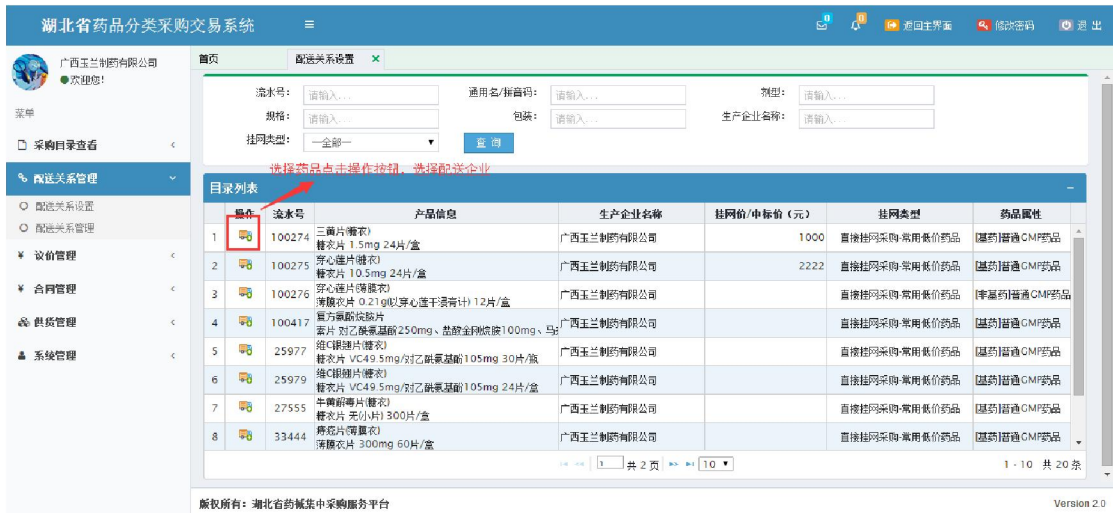 湖北省药品分类采购交易系统
0
0
返回主界面
修改密码
退 出
广西玉兰制药有限公司
欢迎您!
菜单
采购目录查看
配送关系管理
配送关系设置
配送关系管理
议价管理
合同管理
供货管理
系统管理
首页 配送关系设置 ×
流水号: 请输入... 通用名/拼音码: 请输入... 剂型: 请输入...
规格: 请输入... 包装: 请输入... 生产企业名称: 请输入...
挂网类型: —全部— 查 询
选择药品点击操作按钮，选择配送企业
目录列表
操作 流水号 产品信息 生产企业名称 挂网价/中标价（元） 挂网类型 药品属性
1 100274 三黄片(糖衣) 糖衣片 1.5mg 24片/盒 广西玉兰制药有限公司 1000 直接挂网采购-常用低价药品 [基药]普通GMP药品
2 100275 穿心莲片(糖衣) 糖衣片 10.5mg 24片/盒 广西玉兰制药有限公司 2222 直接挂网采购-常用低价药品 [基药]普通GMP药品
3 100276 穿心莲片(薄膜衣) 薄膜衣片 0.21g(以穿心莲干浸膏计) 12片/盒 广西玉兰制药有限公司 直接挂网采购-常用低价药品 [非基药]普通GMP药品
4 100417 复方氨酚烷胺片 素片 对乙酰氨基酚250mg、盐酸金刚烷胺100mg、马 广西玉兰制药有限公司 直接挂网采购-常用低价药品 [基药]普通GMP药品
5 25977 维C银翘片(糖衣) 糖衣片 VC49.5mg/对乙酰氨基酚105mg 30片/瓶 广西玉兰制药有限公司 直接挂网采购-常用低价药品 [基药]普通GMP药品
6 25979 维C银翘片(糖衣) 糖衣片 VC49.5mg/对乙酰氨基酚105mg 24片/盒 广西玉兰制药有限公司 直接挂网采购-常用低价药品 [基药]普通GMP药品
7 27555 牛黄解毒片(糖衣) 糖衣片 无(小片) 300片/盒 广西玉兰制药有限公司 直接挂网采购-常用低价药品 [基药]普通GMP药品
8 33444 薄膜衣片 300mg 60片/盒 广西玉兰制药有限公司 直接挂网采购-常用低价药品 [基药]普通GMP药品
1 共 2 页 10 1 - 10 共 20 条
版权所有：湖北省药械集中采购服务平台 Version 2.0